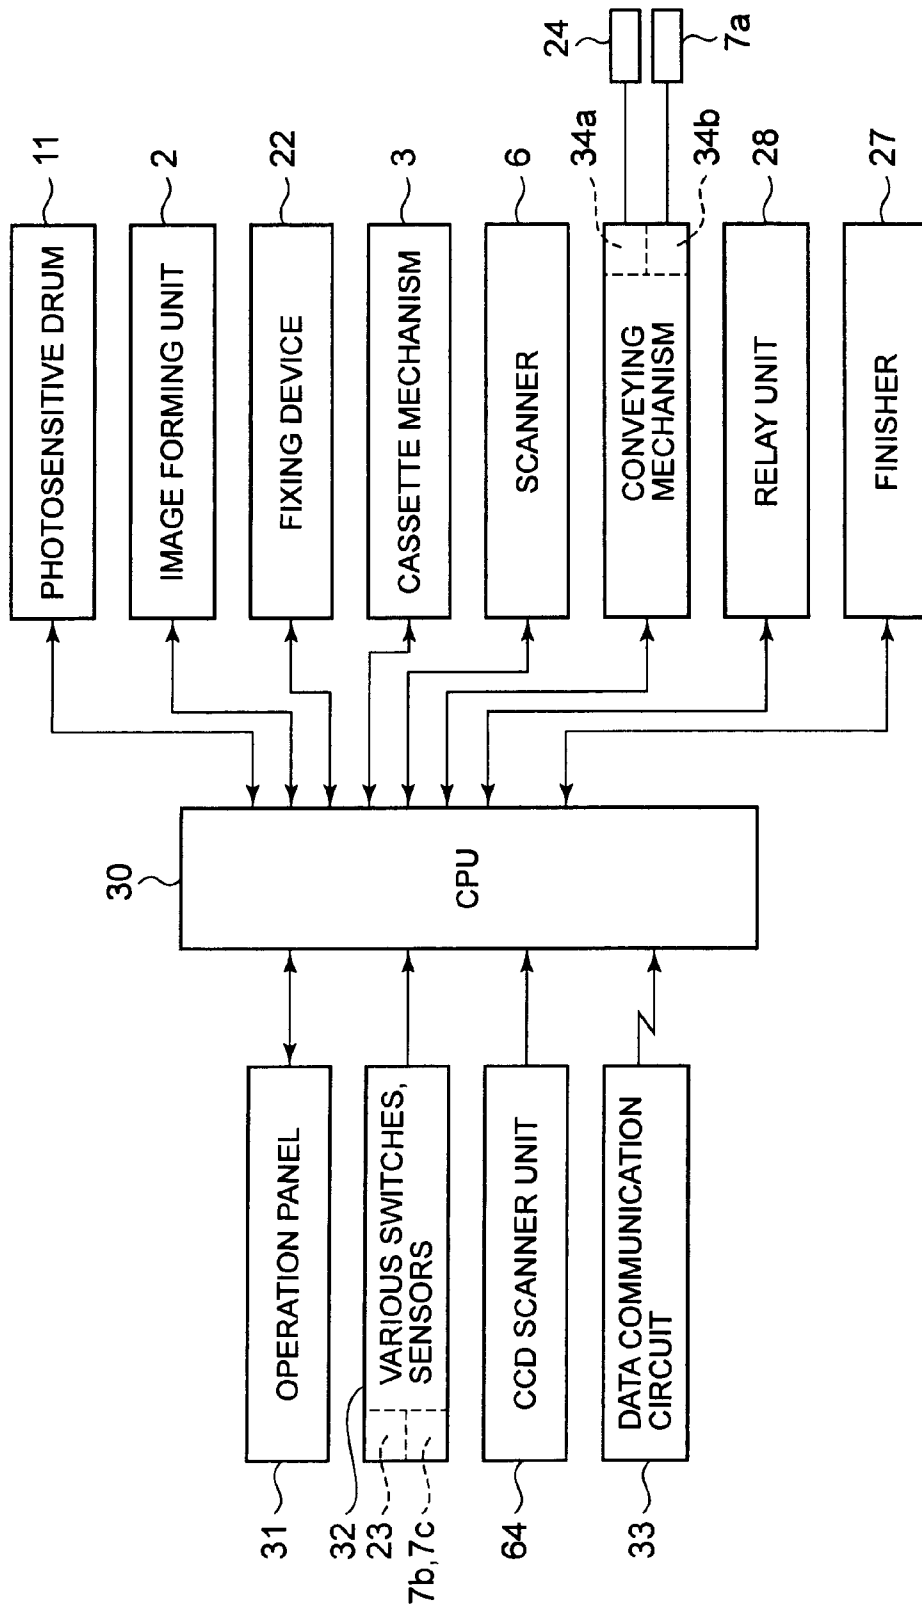 11
PHOTOSENSITIVE DRUM
2
IMAGE FORMING UNIT
22
FIXING DEVICE
3
CASSETTE MECHANISM
6
SCANNER
24
7a
34a
34b
CONVEYING
MECHANISM
28
RELAY UNIT
27
FINISHER
30
CPU
31
OPERATION PANEL
32
VARIOUS SWITCHES,
SENSORS
23
7b, 7c
64
CCD SCANNER UNIT
33
DATA COMMUNICATION
CIRCUIT